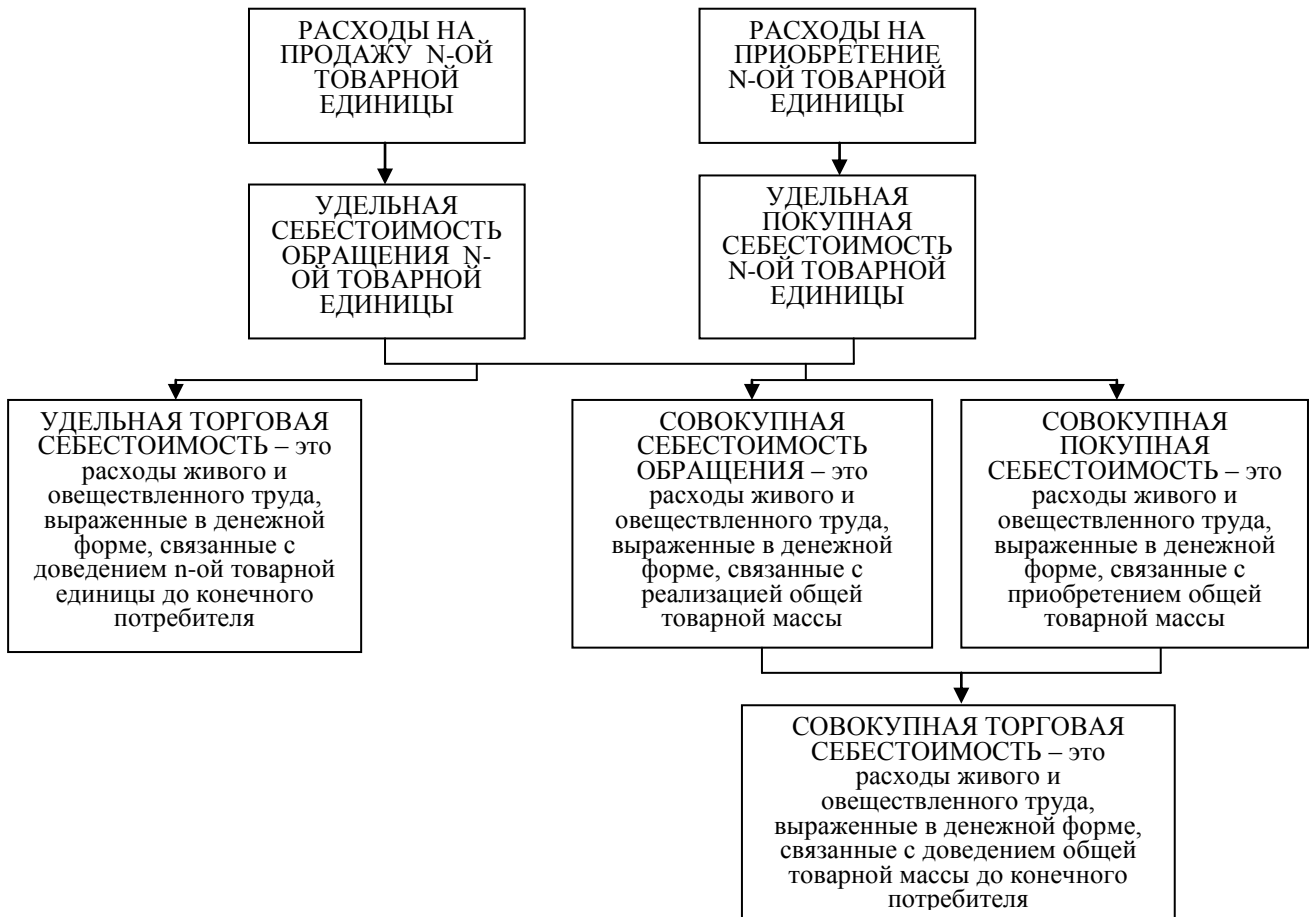 РАСХОДЫ НА
ПРОДАЖУ N-ОЙ
ТОВАРНОЙ
ЕДИНИЦЫ
РАСХОДЫ НА
ПРИОБРЕТЕНИЕ
N-ОЙ ТОВАРНОЙ
ЕДИНИЦЫ
УДЕЛЬНАЯ
СЕБЕСТОИМОСТЬ
ОБРАЩЕНИЯ N-
ОЙ ТОВАРНОЙ
ЕДИНИЦЫ
УДЕЛЬНАЯ
ПОКУПНАЯ
СЕБЕСТОИМОСТЬ
N-ОЙ ТОВАРНОЙ
ЕДИНИЦЫ
УДЕЛЬНАЯ ТОРГОВАЯ
СЕБЕСТОИМОСТЬ – это
расходы живого и
овеществленного труда,
выраженные в денежной
форме, связанные с
доведением n-ой товарной
единицы до конечного
потребителя
СОВОКУПНАЯ
СЕБЕСТОИМОСТЬ
ОБРАЩЕНИЯ – это
расходы живого и
овеществленного труда,
выраженные в денежной
форме, связанные с
реализацией общей
товарной массы
СОВОКУПНАЯ
ПОКУПНАЯ
СЕБЕСТОИМОСТЬ – это
расходы живого и
овеществленного труда,
выраженные в денежной
форме, связанные с
приобретением общей
товарной массы
СОВОКУПНАЯ ТОРГОВАЯ
СЕБЕСТОИМОСТЬ – это
расходы живого и
овеществленного труда,
выраженные в денежной форме,
связанные с доведением общей
товарной массы до конечного
потребителя